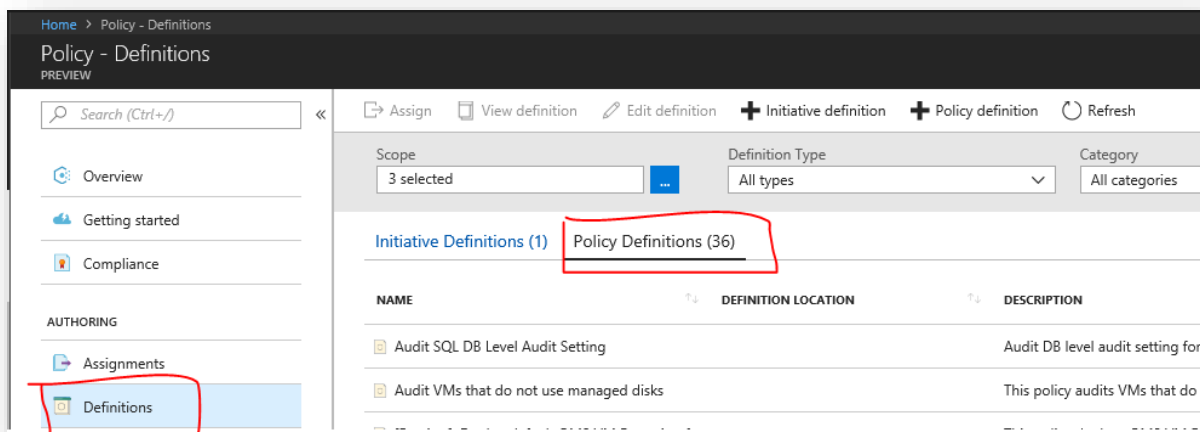 Home > Policy - Definitions
Policy - Definitions
PREVIEW
Search (Ctrl+/)
«
Overview
Getting started
Compliance
AUTHORING
Assignments
Definitions
Assign View definition Edit definition Initiative definition Policy definition Refresh
Scope Definition Type Category
3 selected ... All types All categories
Initiative Definitions (1) Policy Definitions (36)
NAME DEFINITION LOCATION DESCRIPTION
Audit SQL DB Level Audit Setting Audit DB level audit setting for
Audit VMs that do not use managed disks This policy audits VMs that do